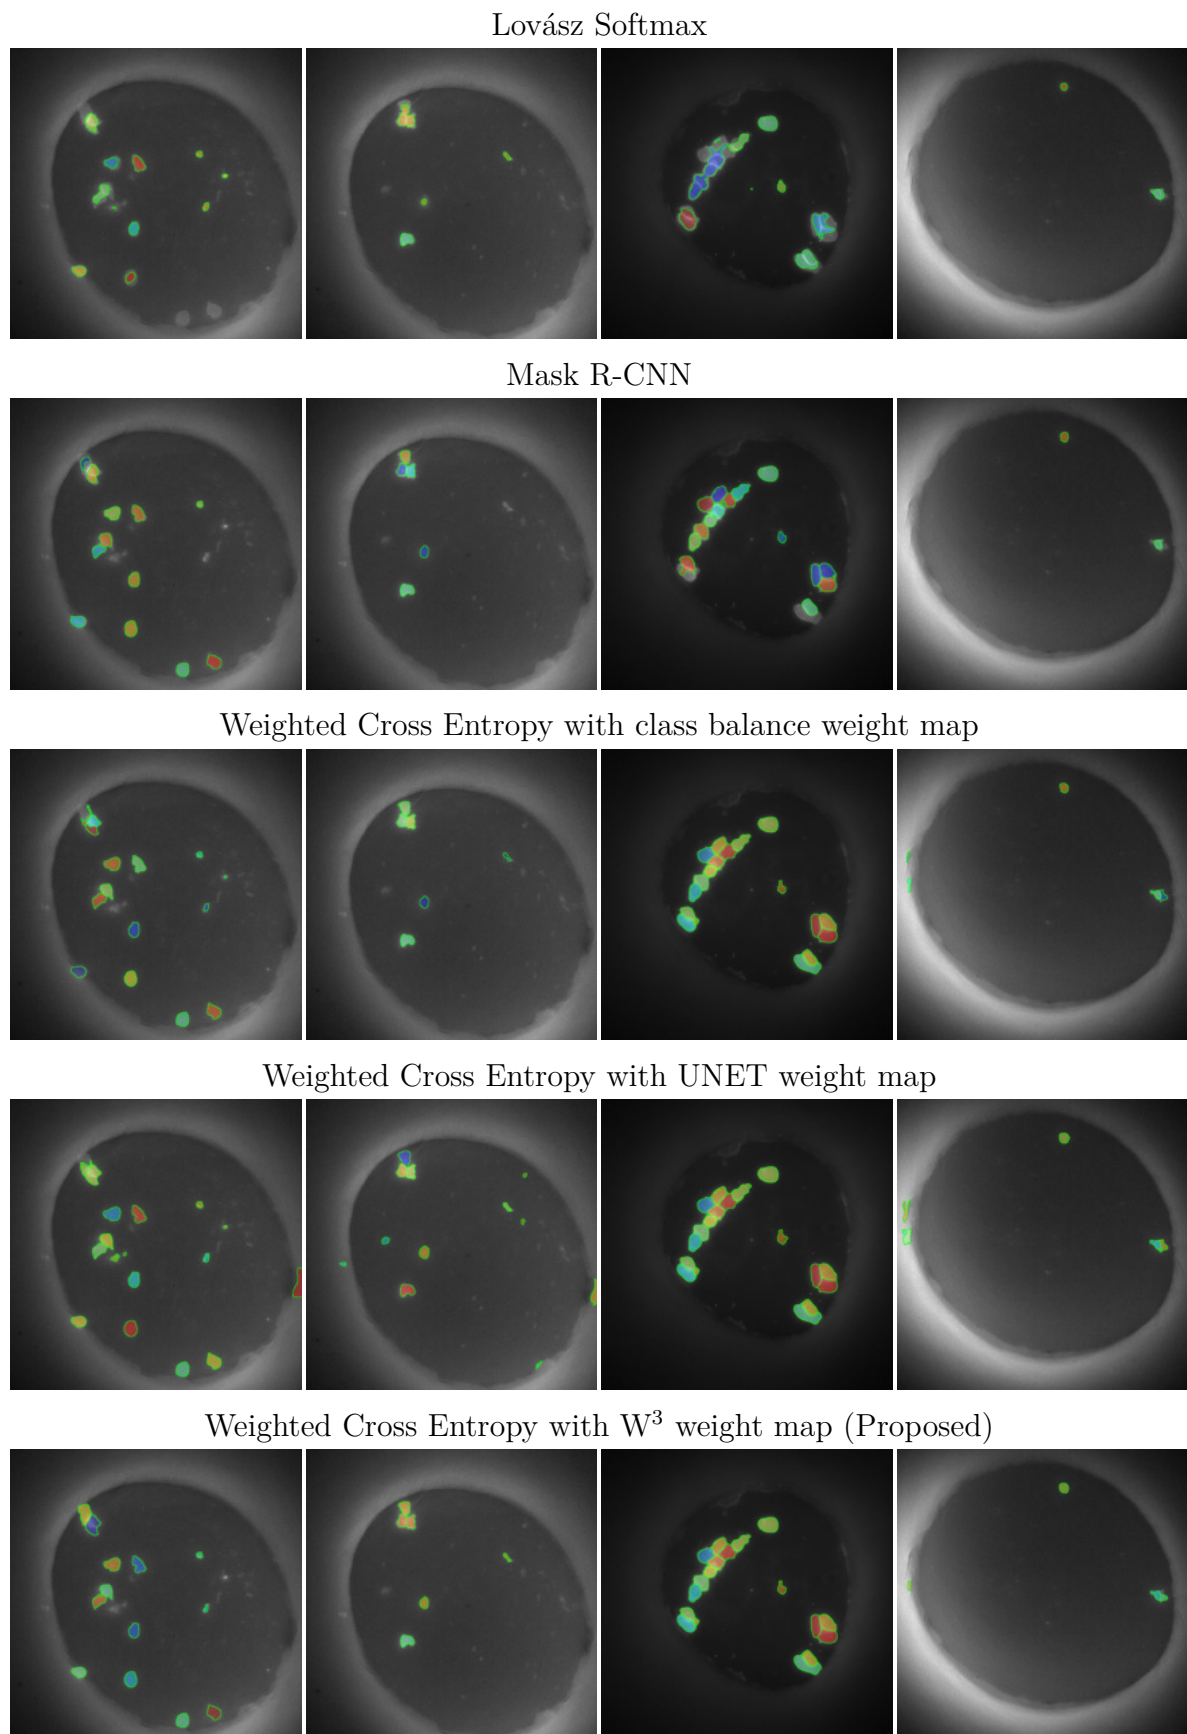 Lovász Softmax
Mask R-CNN
Weighted Cross Entropy with class balance weight map
Weighted Cross Entropy with UNET weight map
Weighted Cross Entropy with W³ weight map (Proposed)